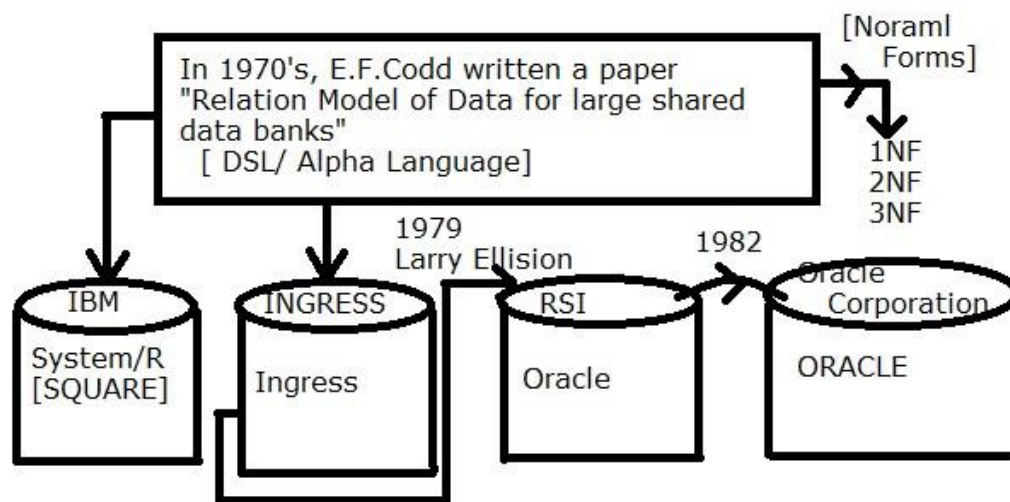 [Noraml
Forms]
In 1970's, E.F.Codd written a paper
"Relation Model of Data for large shared
data banks"
[ DSL/ Alpha Language]
1NF
2NF
3NF
1979
Larry Ellision
1982
IBM
System/R
[SQUARE]
INGRESS
Ingress
RSI
Oracle
Oracle
Corporation
ORACLE